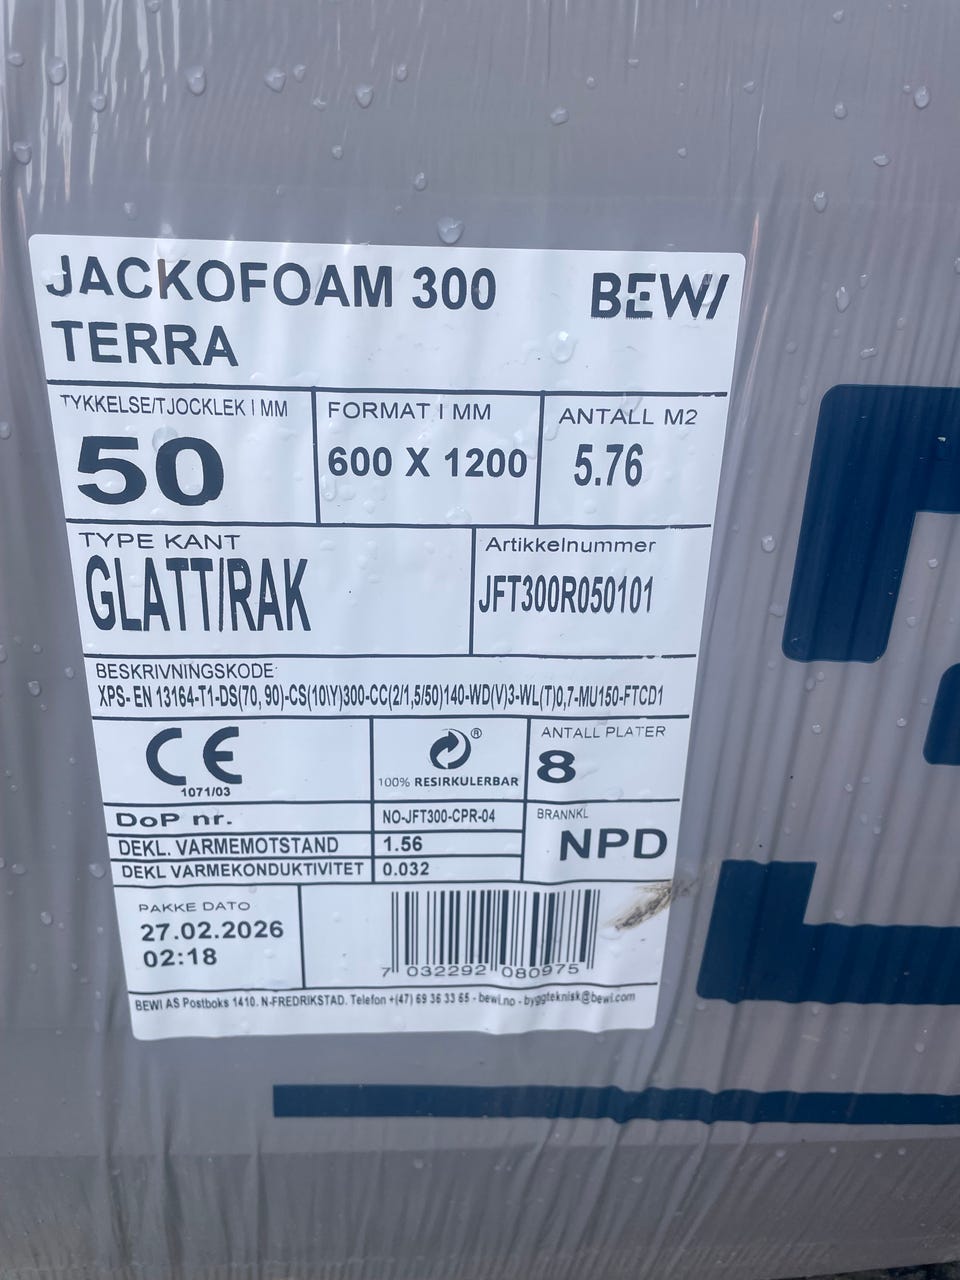 JACKOFOAM 300
TERRA
BEWI
TYKKELSE/TJOCKLEK I MM
50
FORMAT I MM
600 X 1200
ANTALL M2
5.76
TYPE KANT
GLATT/RAK
Artikkelnummer
JFT300R050101
BESKRIVNINGSKODE:
XPS- EN 13164-T1-DS(70, 90)-CS(10\Y)300-CC(2/1,5/50)140-WD(V)3-WL(T)0,7-MU150-FTCD1
CE
1071/03
®
100% RESIRKULERBAR
ANTALL PLATER
8
DoP nr.
NO-JFT300-CPR-04
DEKL. VARMEMOTSTAND
1.56
DEKL VARMEKONDUKTIVITET
0.032
BRANNKL
NPD
PAKKE DATO
27.02.2026
02:18
7 032292 080975
BEWI AS Postboks 1410. N-FREDRIKSTAD. Telefon +(47) 69 36 33 65 - bewi.no - byggteknisk@bewi.com